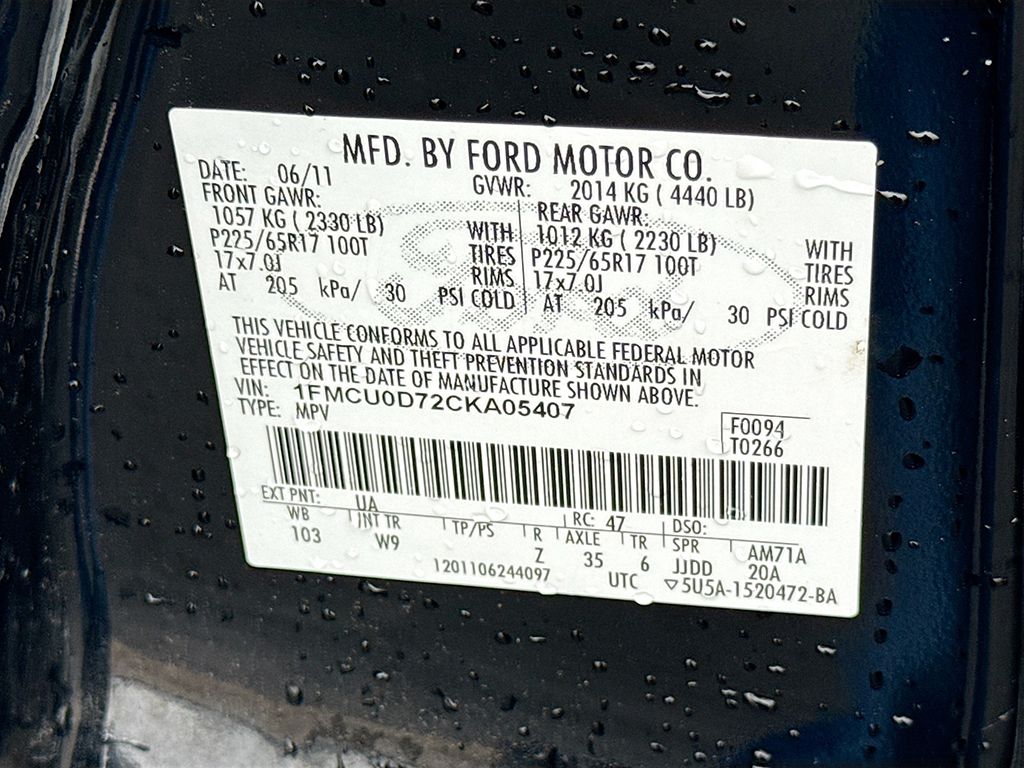 MFD. BY FORD MOTOR CO.
DATE: 06/11 GVWR: 2014 KG ( 4440 LB)
FRONT GAWR: REAR GAWR:
1057 KG ( 2330 LB) WITH 1012 KG ( 2230 LB) WITH
P225/65R17 100T TIRES P225/65R17 100T TIRES
17x7.0J RIMS 17x7.0J RIMS
AT 205 kPa/ 30 PSI COLD AT 205 kPa/ 30 PSI COLD
THIS VEHICLE CONFORMS TO ALL APPLICABLE FEDERAL MOTOR
VEHICLE SAFETY AND THEFT PREVENTION STANDARDS IN
EFFECT ON THE DATE OF MANUFACTURE SHOWN ABOVE.
VIN: 1FMCU0D72CKA05407
TYPE: MPV
F0094
T0266
EXT PNT: UA RC: 47 DSO:
WB INT TR TP/PS R AXLE TR SPR AM71A
103 W9 Z 35 6 JJDD 20A
1201106244097 UTC ▽5U5A-1520472-BA